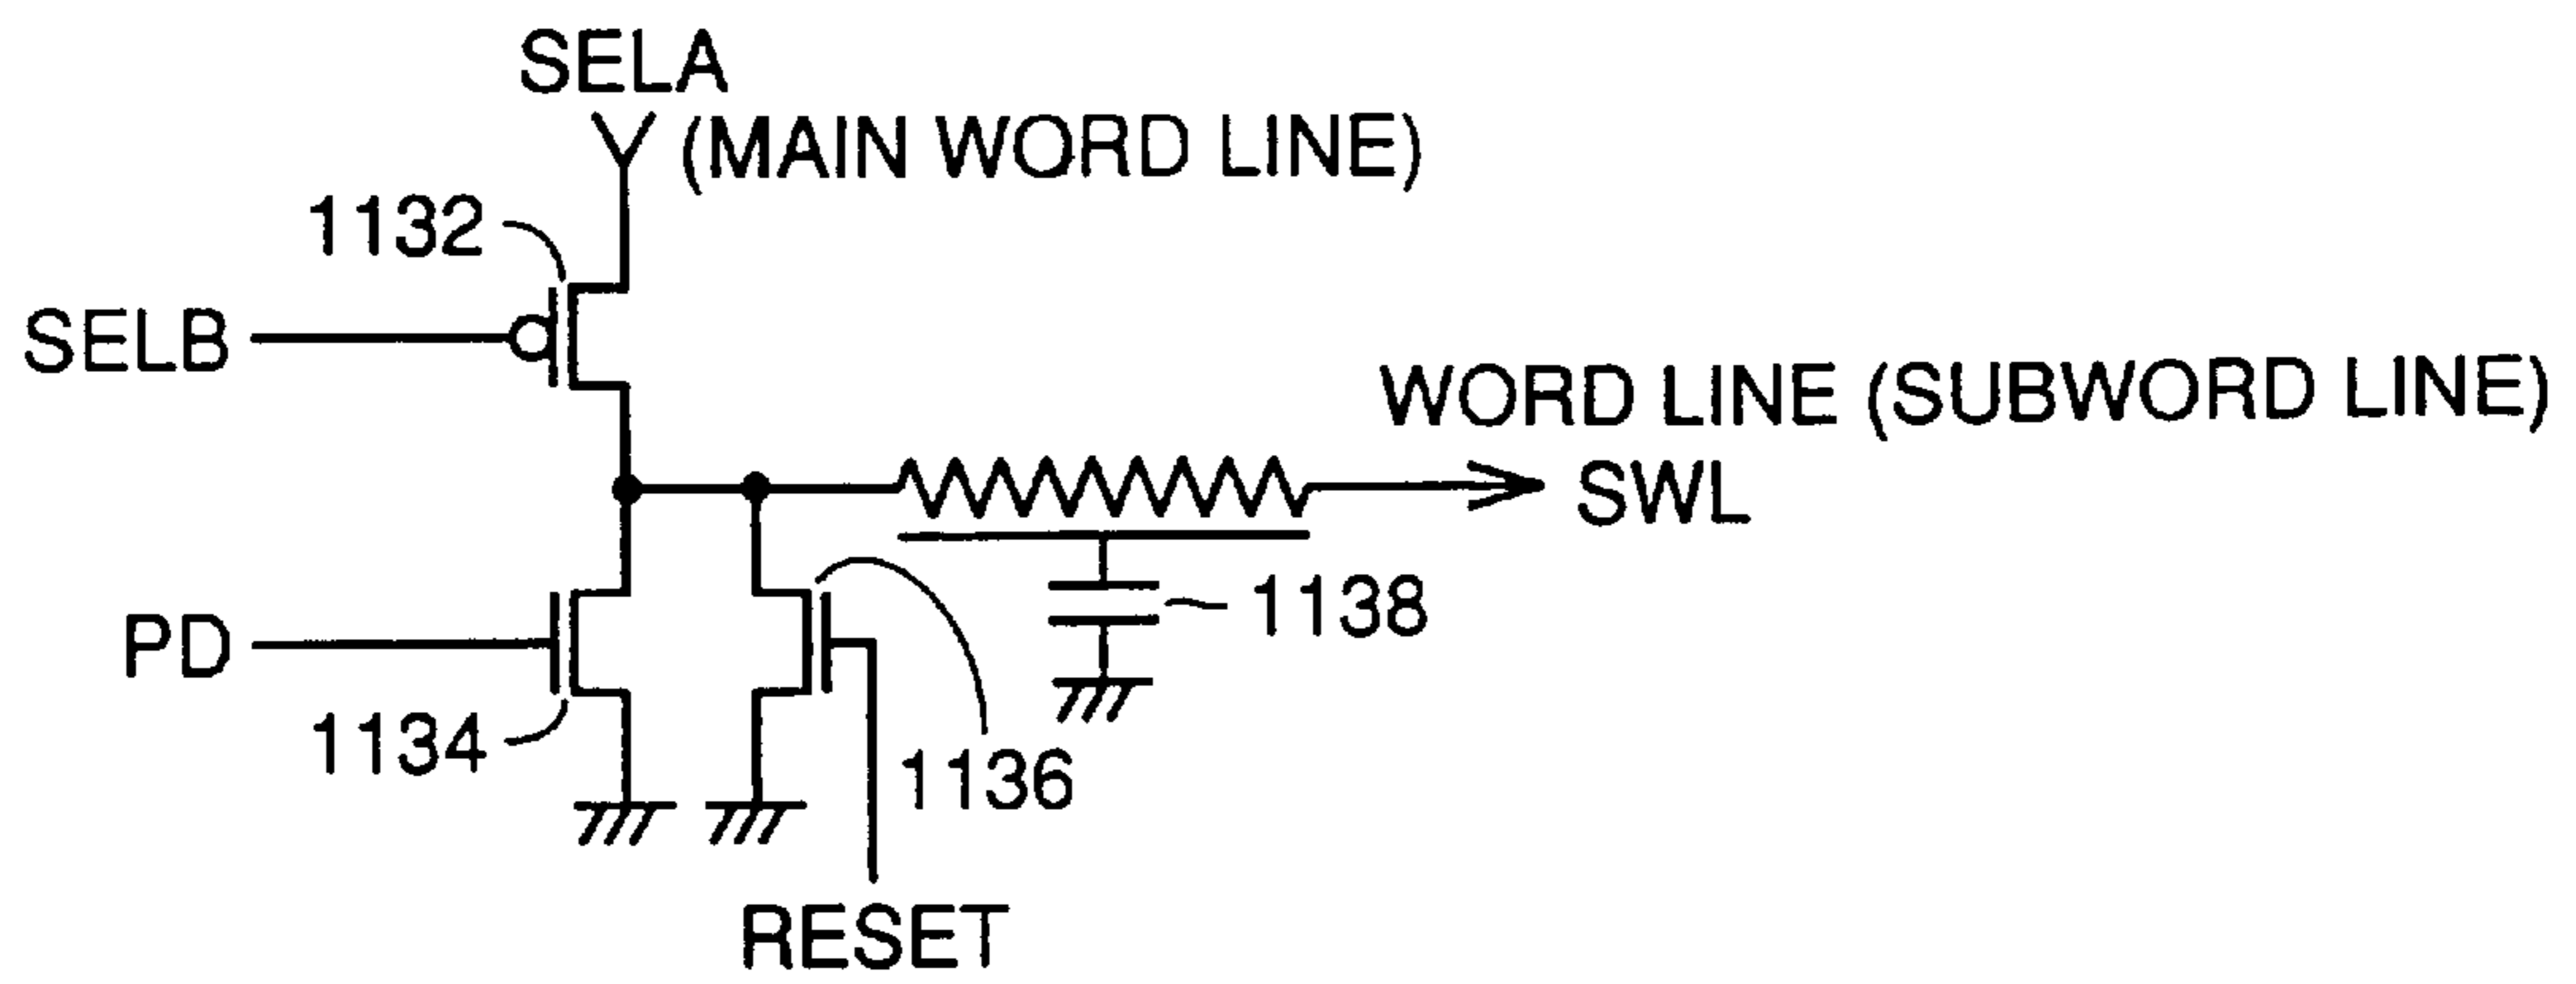 SELA
(MAIN WORD LINE)
1132
SELB
WORD LINE (SUBWORD LINE)
SWL
1138
PD
1134
1136
RESET